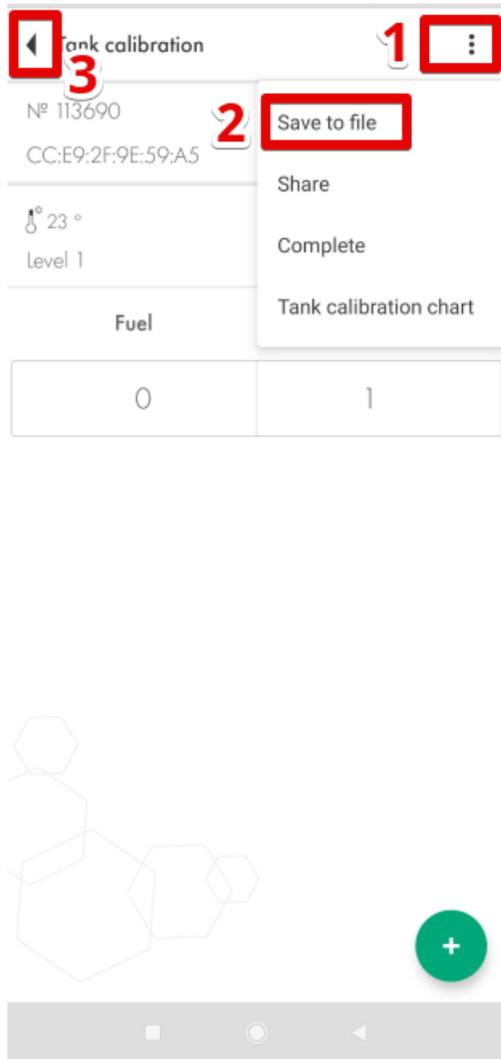 Tank calibration
1
3
Nº 113690
2
Save to file
CC:E9:2F:9E:59:A5
Share
23 °
Complete
Level 1
Tank calibration chart
Fuel
0
1
+